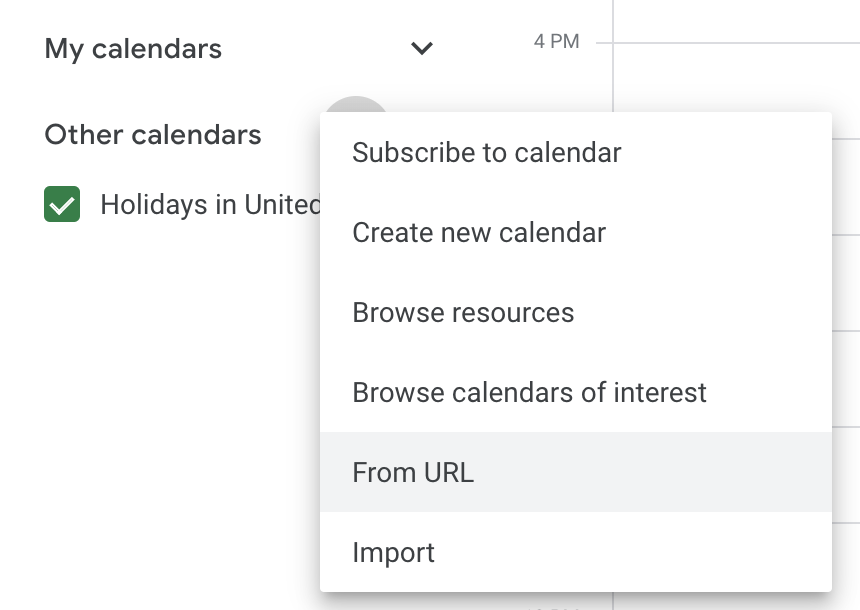 My calendars
4 PM
Other calendars
Subscribe to calendar
Holidays in United
Create new calendar
Browse resources
Browse calendars of interest
From URL
Import